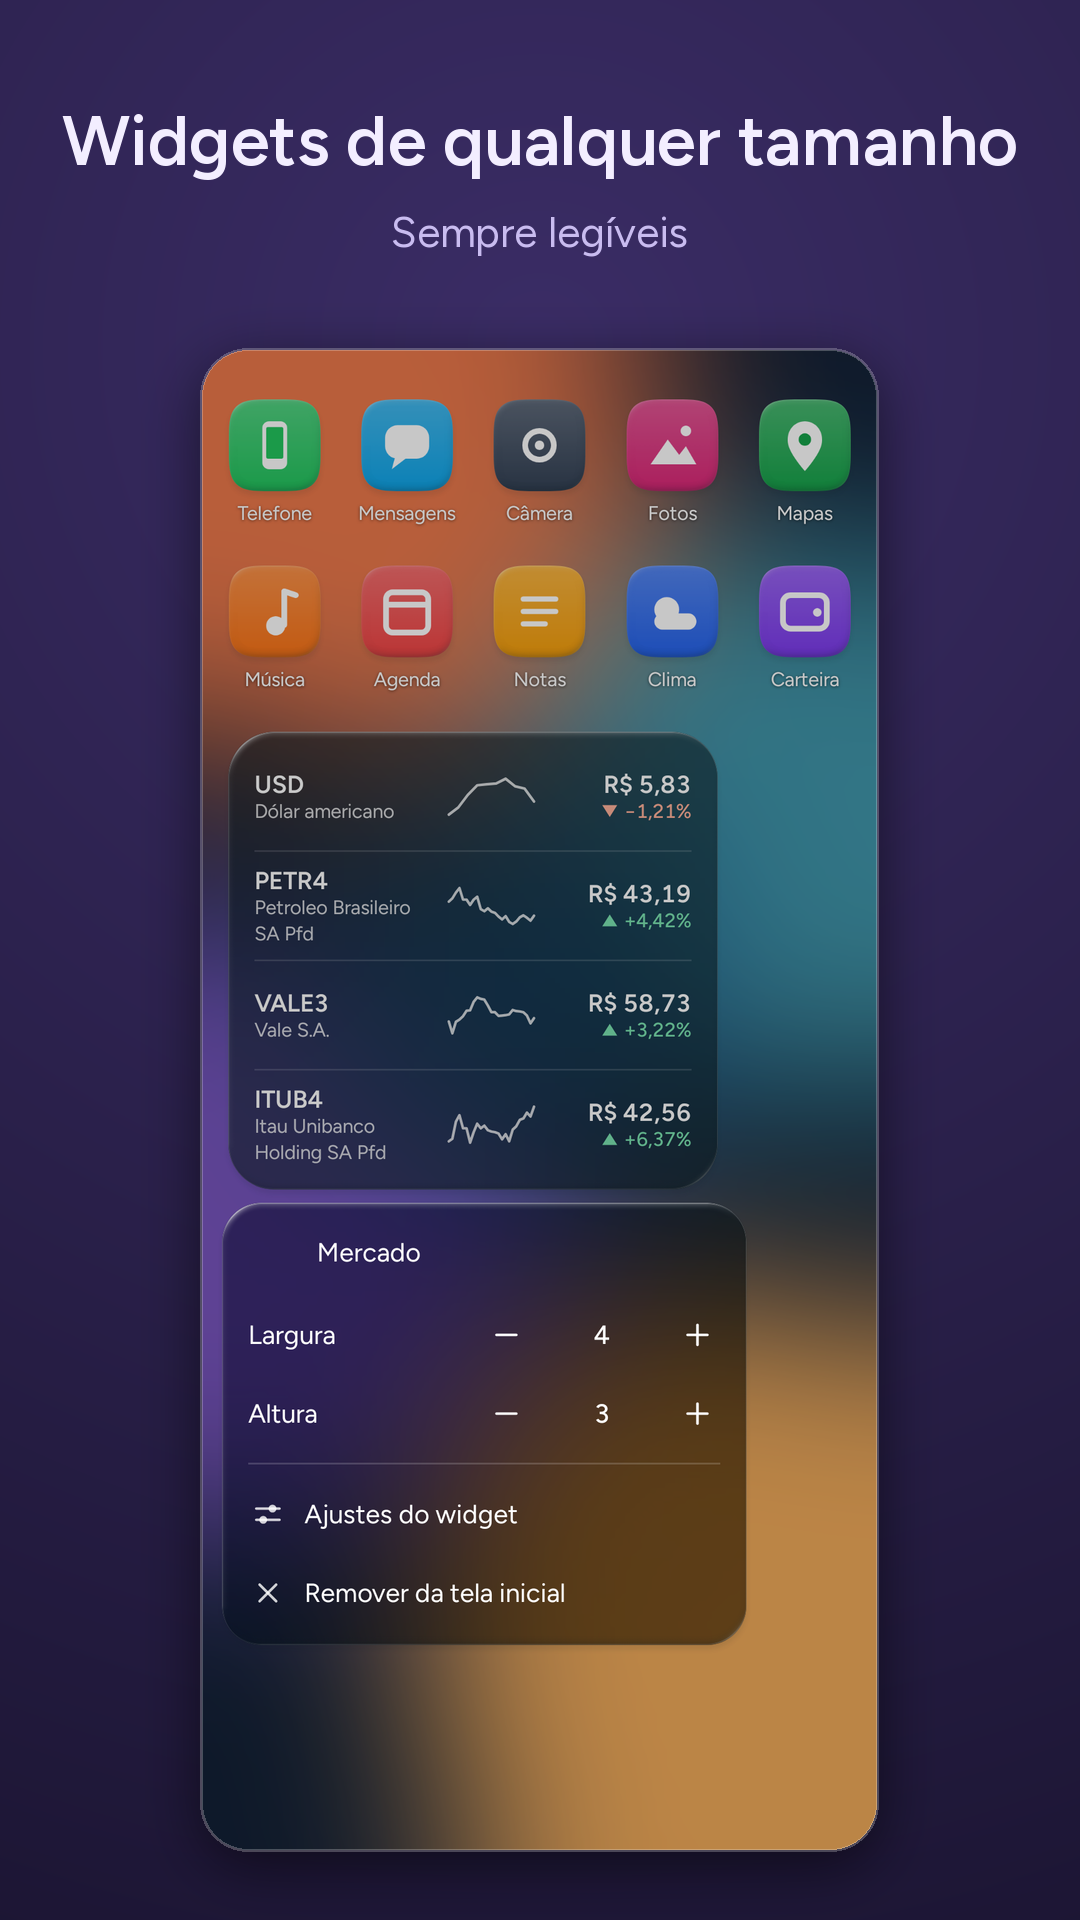 Widgets de qualquer tamanho
Sempre legíveis
Telefone Mensagens Câmera Fotos Mapas
Música Agenda Notas Clima Carteira
USD R$ 5,83
Dólar americano ▼ −1,21%
PETR4
R$ 43,19
Petroleo Brasileiro
▲ +4,42%
SA Pfd
VALE3 R$ 58,73
Vale S.A. ▲ +3,22%
ITUB4
R$ 42,56
Itau Unibanco
▲ +6,37%
Holding SA Pfd
Mercado
Largura − 4 +
Altura − 3 +
Ajustes do widget
Remover da tela inicial